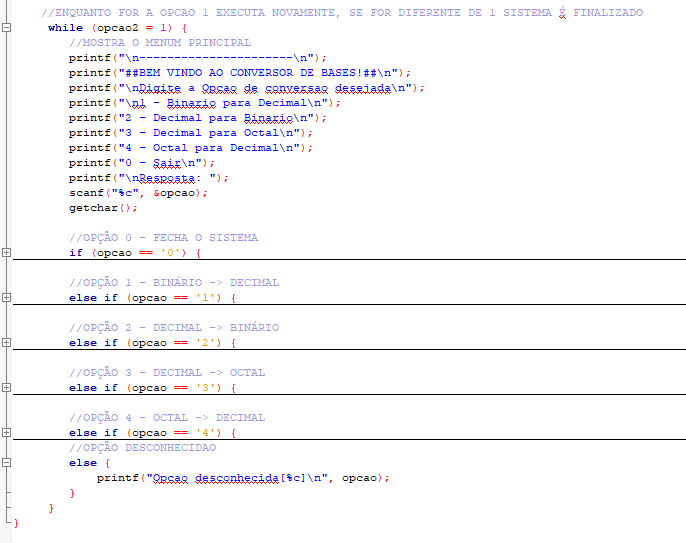 //ENQUANTO FOR A OPCAO 1 EXECUTA NOVAMENTE, SE FOR DIFERENTE DE 1 SISTEMA É FINALIZADO
while (opcao2 = 1) {
//MOSTRA O MENUM PRINCIPAL
printf("\n----------------------\n");
printf("##BEM VINDO AO CONVERSOR DE BASES!##\n");
printf("\nDigite a Opcao de conversao desejada\n");
printf("\n1 - Binario para Decimal\n");
printf("2 - Decimal para Binario\n");
printf("3 - Decimal para Octal\n");
printf("4 - Octal para Decimal\n");
printf("0 - Sair\n");
printf("\nResposta: ");
scanf("%c", &opcao);
getchar();
//OPÇÃO 0 - FECHA O SISTEMA
if (opcao == '0') {
//OPÇÃO 1 - BINÁRIO -> DECIMAL
else if (opcao == '1') {
//OPÇÃO 2 - DECIMAL -> BINÁRIO
else if (opcao == '2') {
//OPÇÃO 3 - DECIMAL -> OCTAL
else if (opcao == '3') {
//OPÇÃO 4 - OCTAL -> DECIMAL
else if (opcao == '4') {
//OPÇÃO DESCONHECIDAO
else {
printf("Opcao desconhecida[%c]\n", opcao);
}
}
}